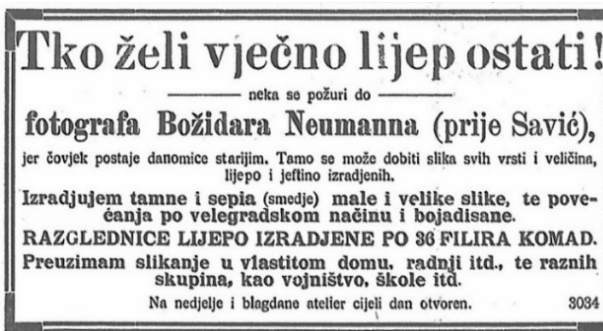 Tko želi vječno lijep ostati!
neka se požuri do
fotografa Božidara Neumanna (prije Savić),
jer čovjek postaje danomice starijim. Tamo se može dobiti slika svih vrsti i veličina,
lijepo i jeftino izradjenih.
Izradjujem tamne i sepia (smedje) male i velike slike, te pove-
ćanja po velegradskom načinu i bojadisane.
RAZGLEDNICE LIJEPO IZRADJENE PO 36 FILIRA KOMAD.
Preuzimam slikanje u vlastitom domu, radnji itd., te raznih
skupina, kao vojništvo, škole itd.
Na nedjelje i blagdane atelier cijeli dan otvoren. 3034